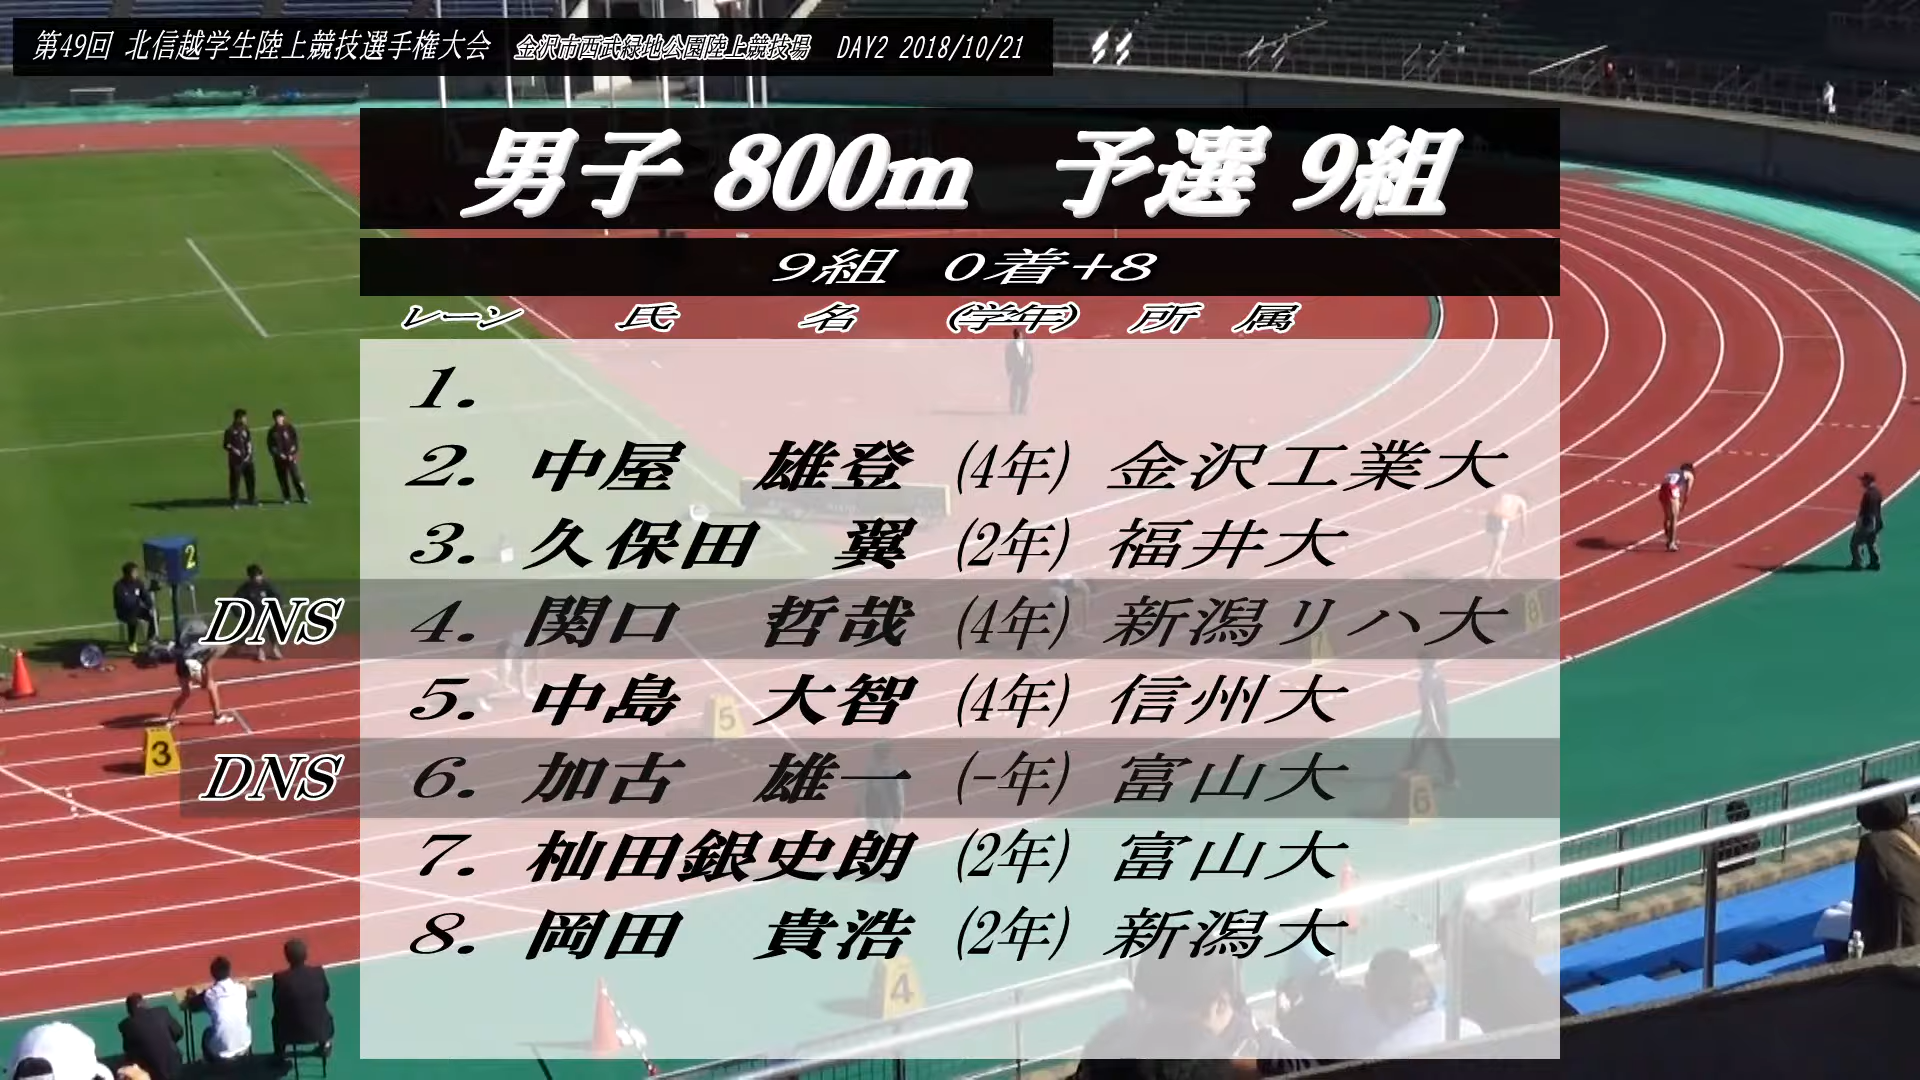 第49回 北信越学生陸上競技選手権大会 金沢市西武緑地公園陸上競技場 DAY2 2018/10/21
男子 800m 予選 9組
9組 0着+8
レーン 氏 名 (学年) 所 属
1.
2. 中屋 雄登 (4年) 金沢工業大
3. 久保田 翼 (2年) 福井大
DNS 4. 関口 哲哉 (4年) 新潟リハ大
5. 中島 大智 (4年) 信州大
DNS 6. 加古 雄一 (-年) 富山大
7. 杣田銀史朗 (2年) 富山大
8. 岡田 貴浩 (2年) 新潟大
2
3
5
6
4